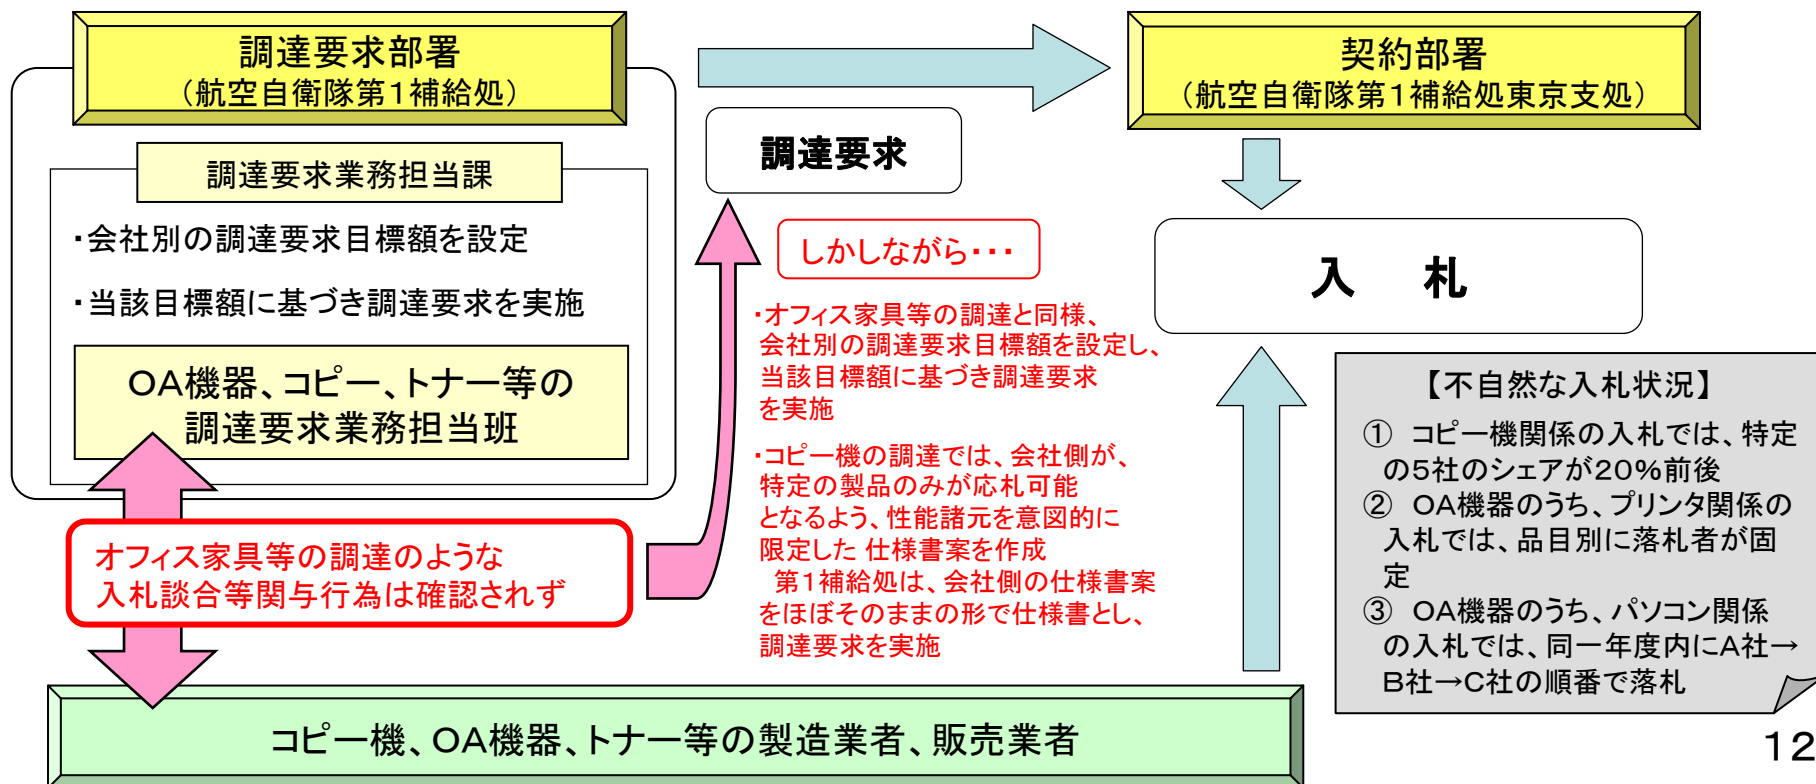 調達要求部署
(航空自衛隊第1補給処)
調達要求業務担当課
・会社別の調達要求目標額を設定
・当該目標額に基づき調達要求を実施
OA機器、コピー、トナー等の
調達要求業務担当班
オフィス家具等の調達のような
入札談合等関与行為は確認されず
調達要求
しかしながら・・・
・オフィス家具等の調達と同様、
会社別の調達要求目標額を設定し、
当該目標額に基づき調達要求
を実施
・コピー機の調達では、会社側が、
特定の製品のみが応札可能
となるよう、性能諸元を意図的に
限定した 仕様書案を作成
第1補給処は、会社側の仕様書案
をほぼそのままの形で仕様書とし、
調達要求を実施
契約部署
(航空自衛隊第1補給処東京支処)
入 札
【不自然な入札状況】
① コピー機関係の入札では、特定
の5社のシェアが20%前後
② OA機器のうち、プリンタ関係の
入札では、品目別に落札者が固
定
③ OA機器のうち、パソコン関係
の入札では、同一年度内にA社→
B社→C社の順番で落札
コピー機、OA機器、トナー等の製造業者、販売業者
12